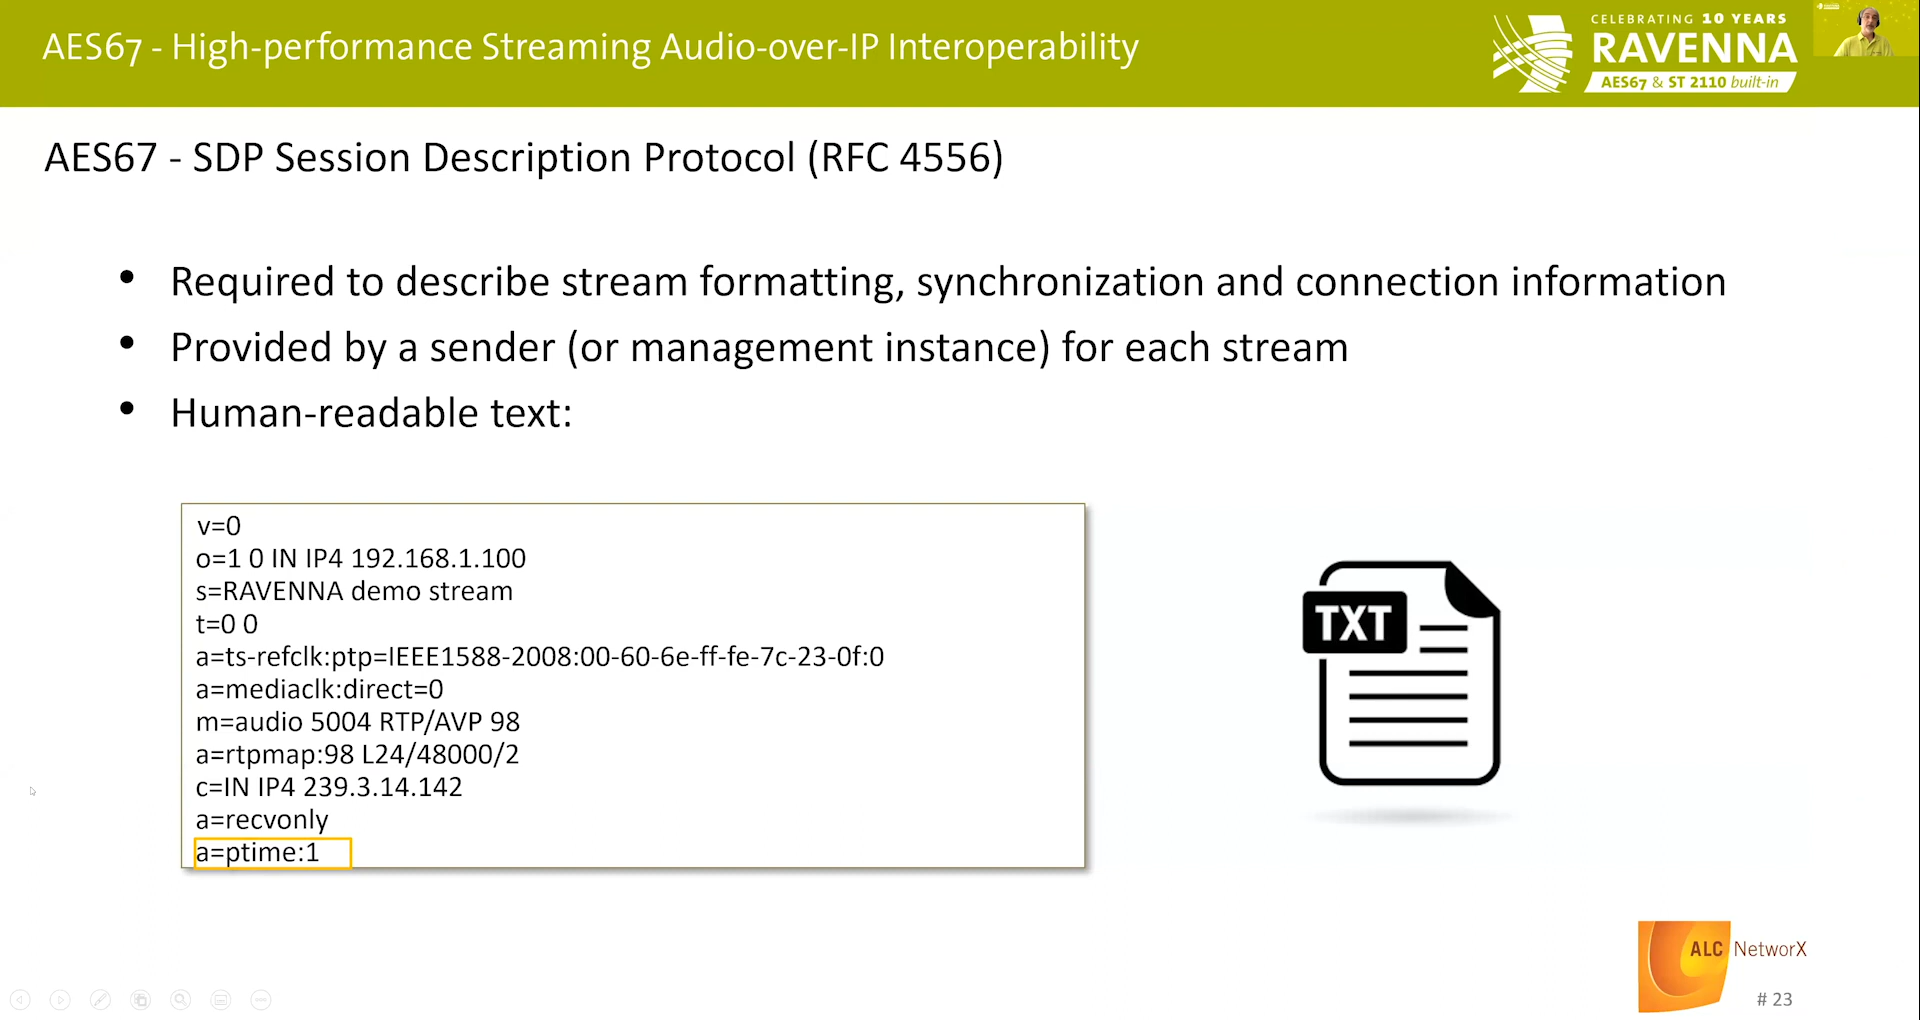 AES67 - High-performance Streaming Audio-over-IP Interoperability
CELEBRATING 10 YEARS
RAVENNA
AES67 & ST 2110 built-in
AES67 - SDP Session Description Protocol (RFC 4556)
• Required to describe stream formatting, synchronization and connection information
• Provided by a sender (or management instance) for each stream
• Human-readable text:
v=0
o=1 0 IN IP4 192.168.1.100
s=RAVENNA demo stream
t=0 0
a=ts-refclk:ptp=IEEE1588-2008:00-60-6e-ff-fe-7c-23-0f:0
a=mediaclk:direct=0
m=audio 5004 RTP/AVP 98
a=rtpmap:98 L24/48000/2
c=IN IP4 239.3.14.142
a=recvonly
a=ptime:1
TXT
ALC NetworX
# 23